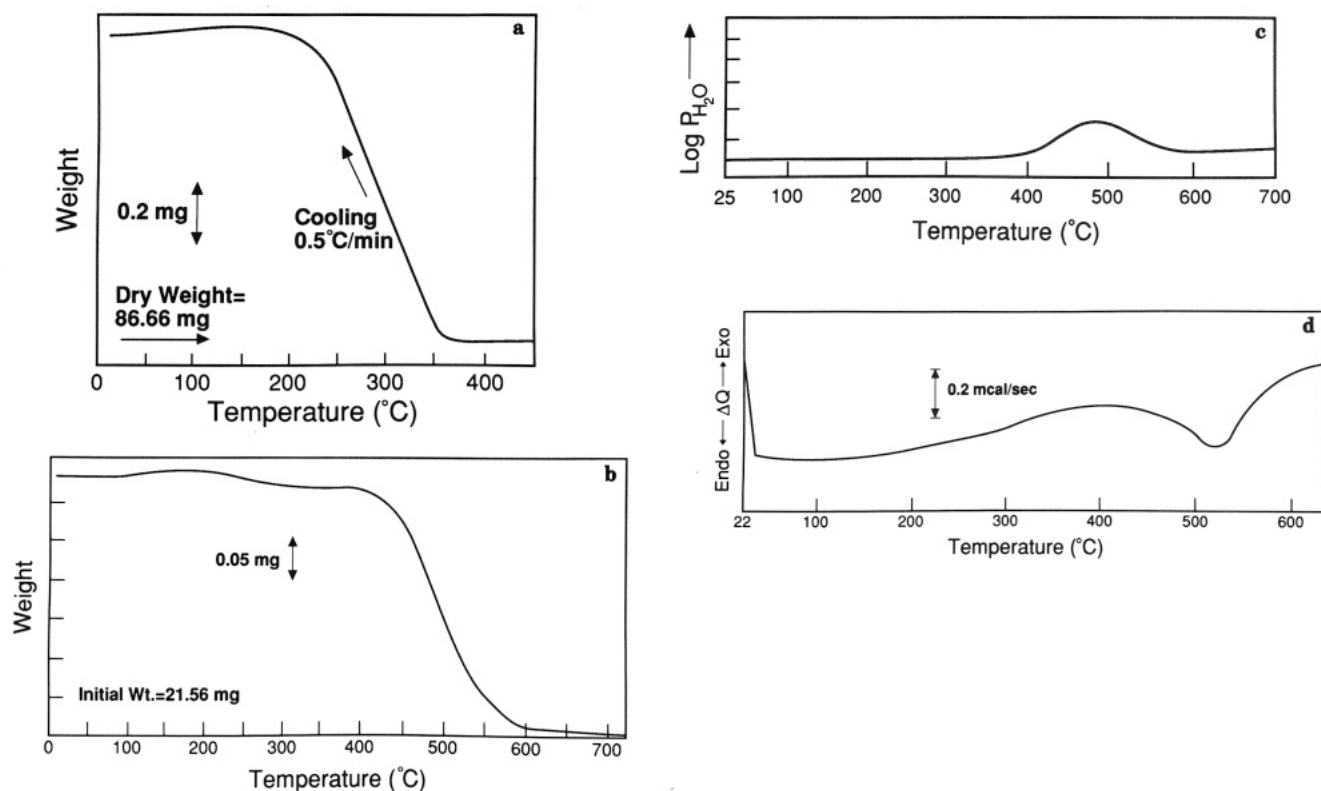 a
Weight
0.2 mg
Cooling
0.5°C/min
Dry Weight=
86.66 mg
0 100 200 300 400
Temperature (°C)
b
Weight
0.05 mg
Initial Wt.=21.56 mg
0 100 200 300 400 500 600 700
Temperature (°C)
c
Log P_H₂O
25 100 200 300 400 500 600 700
Temperature (°C)
d
Endo ← ΔQ → Exo
0.2 mcal/sec
22 100 200 300 400 500 600
Temperature (°C)